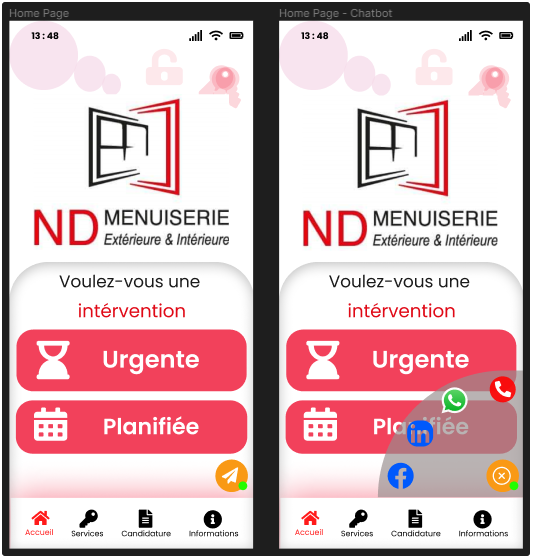 Home Page
13 : 48
ND MENUISERIE
Extérieure & Intérieure
Voulez-vous une
intérvention
Urgente
Planifiée
Accueil
Services
Candidature
Informations
Home Page - Chatbot
13 : 48
ND MENUISERIE
Extérieure & Intérieure
Voulez-vous une
intérvention
Urgente
Planifiée
in
Accueil
Services
Candidature
Informations